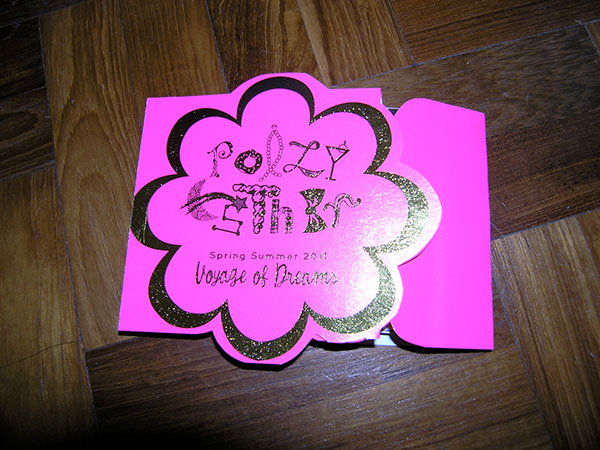 POLLY
Spring Summer 2011
Voyage of Dreams